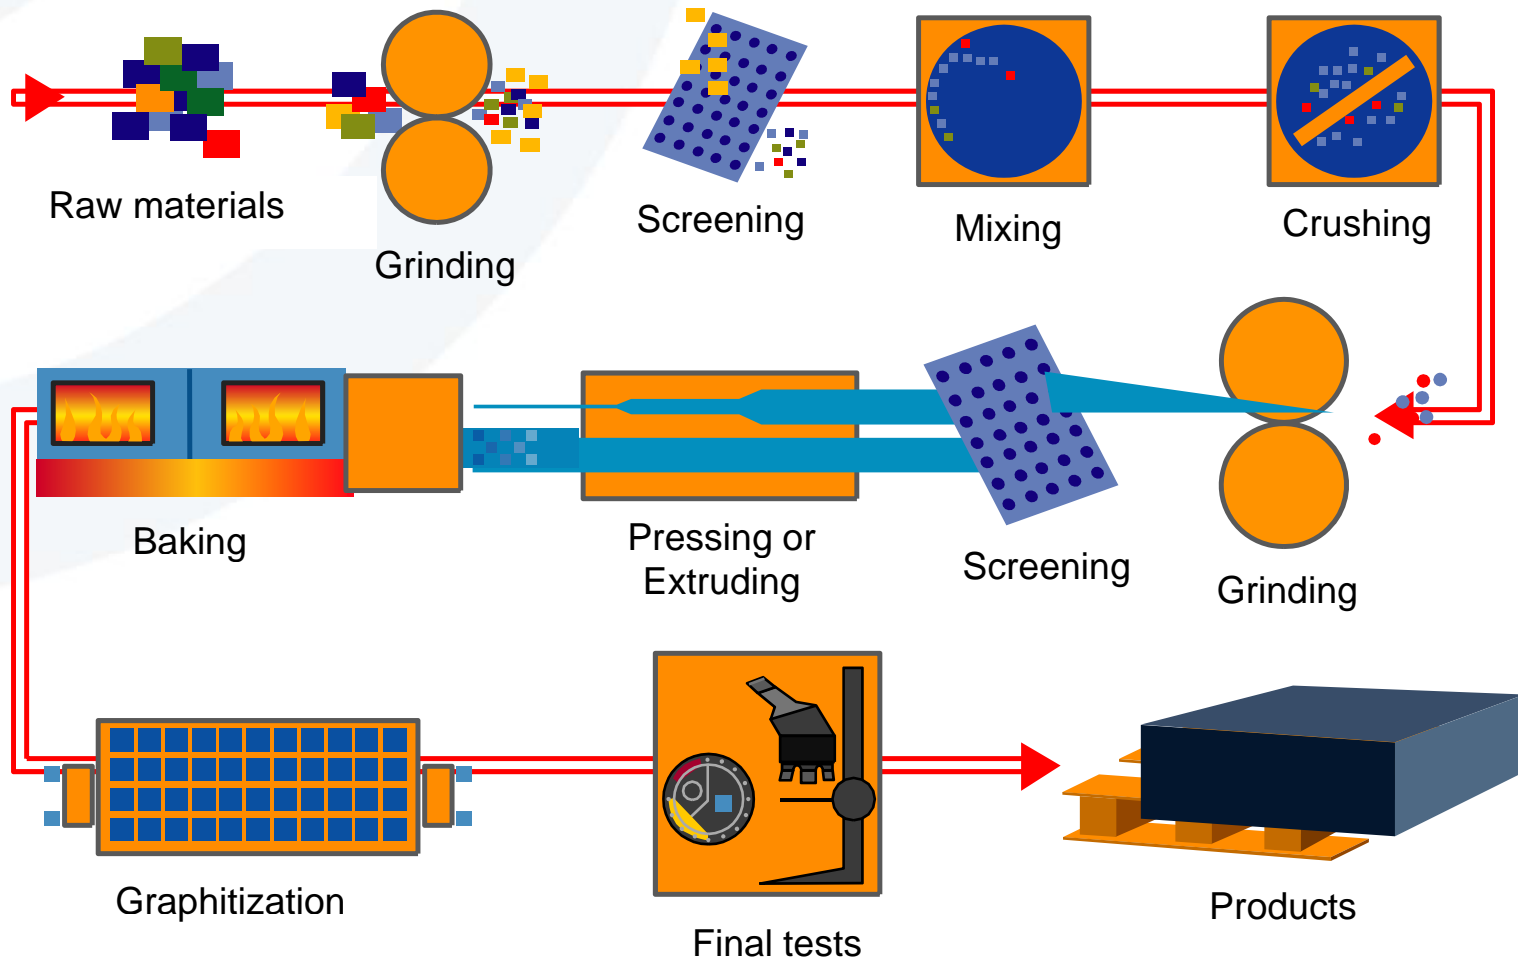 Raw materials
Grinding
Screening
Mixing
Crushing
Grinding
Screening
Pressing or
Extruding
Baking
Graphitization
Final tests
Products